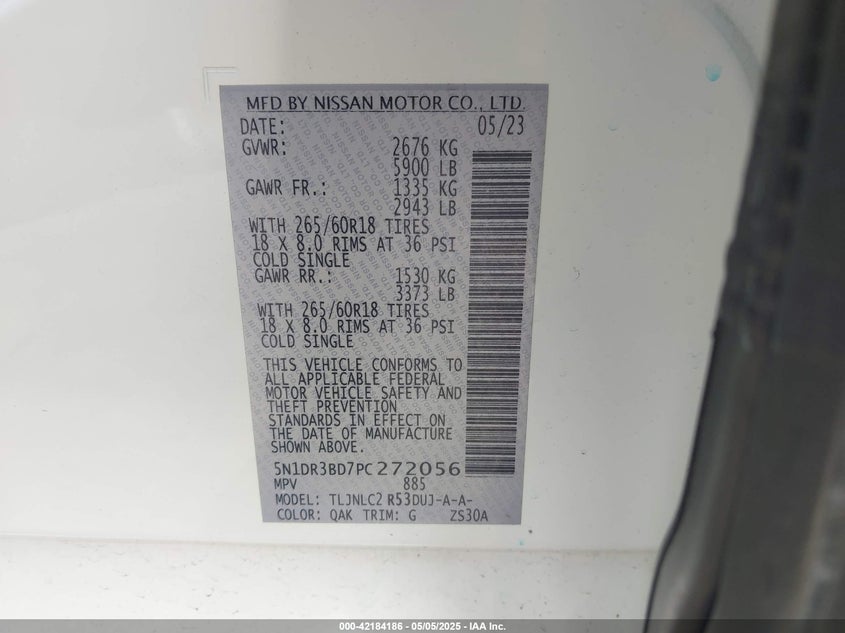 MFD BY NISSAN MOTOR CO., LTD.
DATE: 05/23
GVWR: 2676 KG
5900 LB
GAWR FR.: 1335 KG
2943 LB
WITH 265/60R18 TIRES
18 X 8.0 RIMS AT 36 PSI
COLD SINGLE
GAWR RR.: 1530 KG
3373 LB
WITH 265/60R18 TIRES
18 X 8.0 RIMS AT 36 PSI
COLD SINGLE
THIS VEHICLE CONFORMS TO
ALL APPLICABLE FEDERAL
MOTOR VEHICLE SAFETY AND
THEFT PREVENTION
STANDARDS IN EFFECT ON
THE DATE OF MANUFACTURE
SHOWN ABOVE.
5N1DR3BD7PC272056
MPV 885
MODEL: TLJNLC2 R53DUJ-A-A-
COLOR: QAK TRIM: G ZS30A
000-42184186 - 05/05/2025 - IAA Inc.